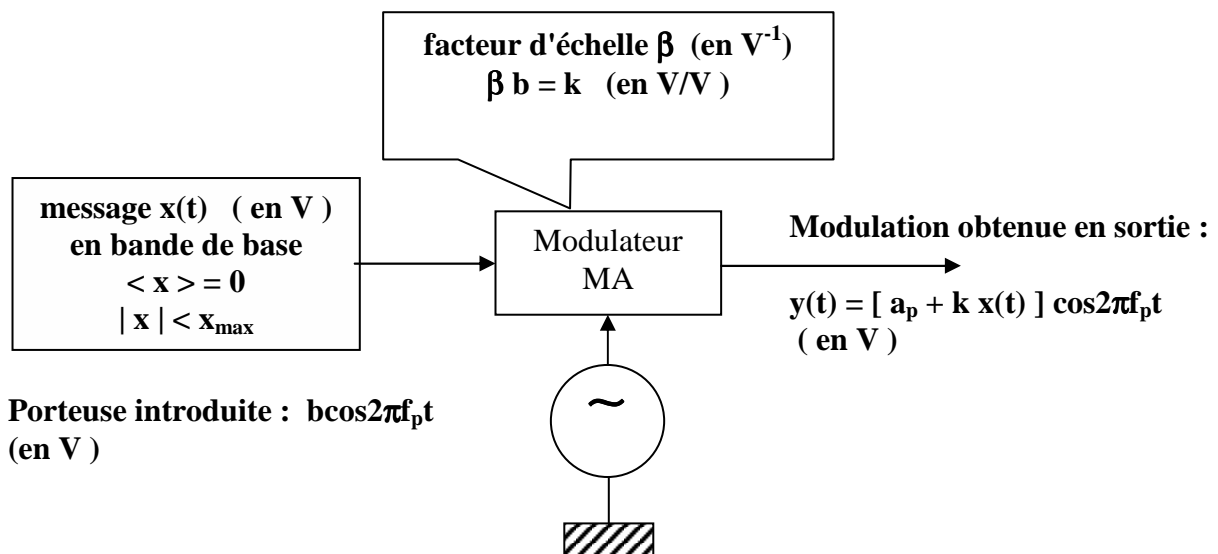 facteur d'échelle β (en V⁻¹)
β b = k (en V/V )
message x(t) ( en V )
en bande de base
< x > = 0
| x | < xₘₐₓ
Modulateur
MA
Modulation obtenue en sortie :
y(t) = [ aₚ + k x(t) ] cos2πfₚt
( en V )
Porteuse introduite : bcos2πfₚt
(en V )
~